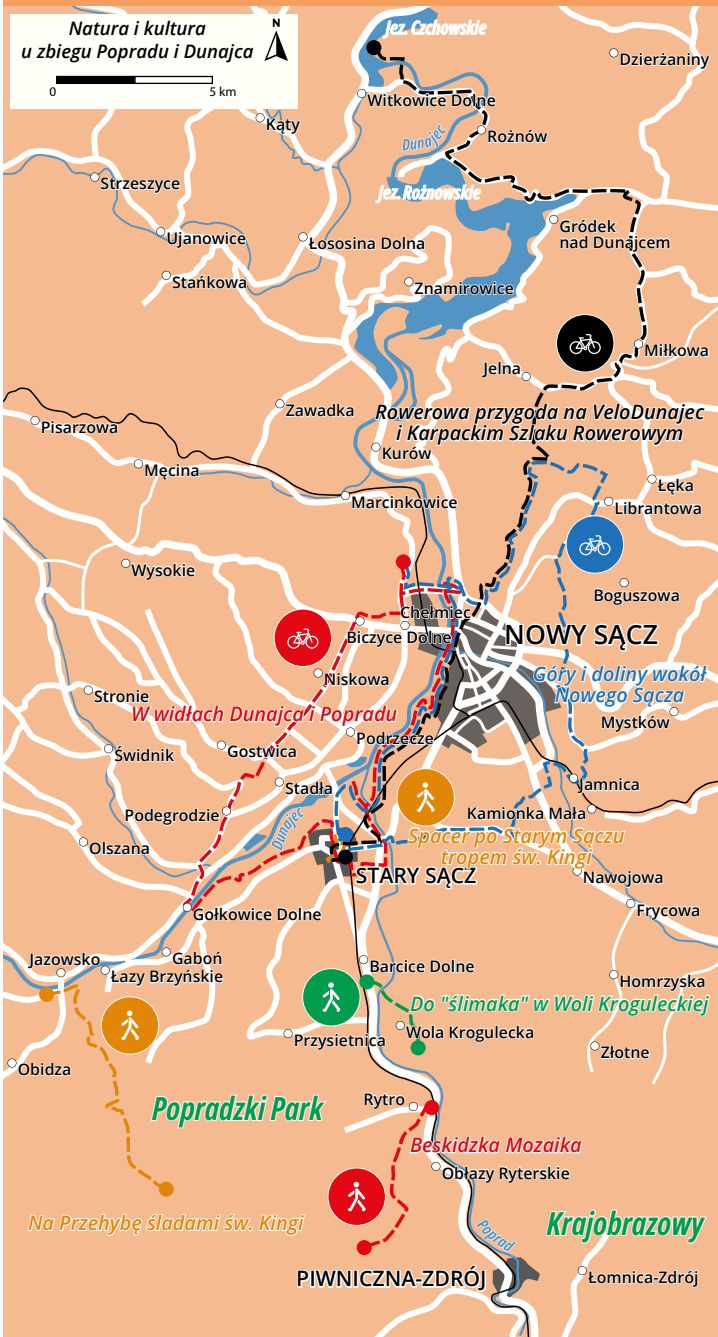 Natura i kultura
u zbiegu Popradu i Dunajca
N
0 5 km
Jez. Czchowskie
Dzierżaniny
Witkowice Dolne
Kąty
Rożnów
Dunajec
Strzeszyce
Jez. Rożnowskie
Gródek
nad Dunajcem
Ujanowice
Łososina Dolna
Stańkowa
Znamirowice
Miłkowa
Jelna
Zawadka
Rowerowa przygoda na VeloDunajec
i Karpackim Szlaku Rowerowym
Pisarzowa
Kurów
Męcina
Łęka
Marcinkowice
Librantowa
Wysokie
Boguszowa
Chełmiec
Biczyce Dolne
NOWY SĄCZ
Niskowa
Góry i doliny wokół
Nowego Sącza
Stronie
W widłach Dunajca i Popradu
Mystków
Podrzecze
Gostwica
Świdnik
Stadła
Jamnica
Podegrodzie
Kamionka Mała
Dunajec
Spacer po Starym Sączu
tropem św. Kingi
Olszana
STARY SĄCZ
Nawojowa
Gołkowice Dolne
Frycowa
Jazowsko
Gaboń
Łazy Brzyńskie
Barcice Dolne
Homrzyska
Do "ślimaka" w Woli Kroguleckiej
Przysietnica
Wola Krogulecka
Złotne
Obidza
Rytro
Popradzki Park
Beskidzka Mozaika
Obłazy Ryterskie
Na Przehybę śladami św. Kingi
Krajobrazowy
Poprad
PIWNICZNA-ZDRÓJ
Łomnica-Zdrój